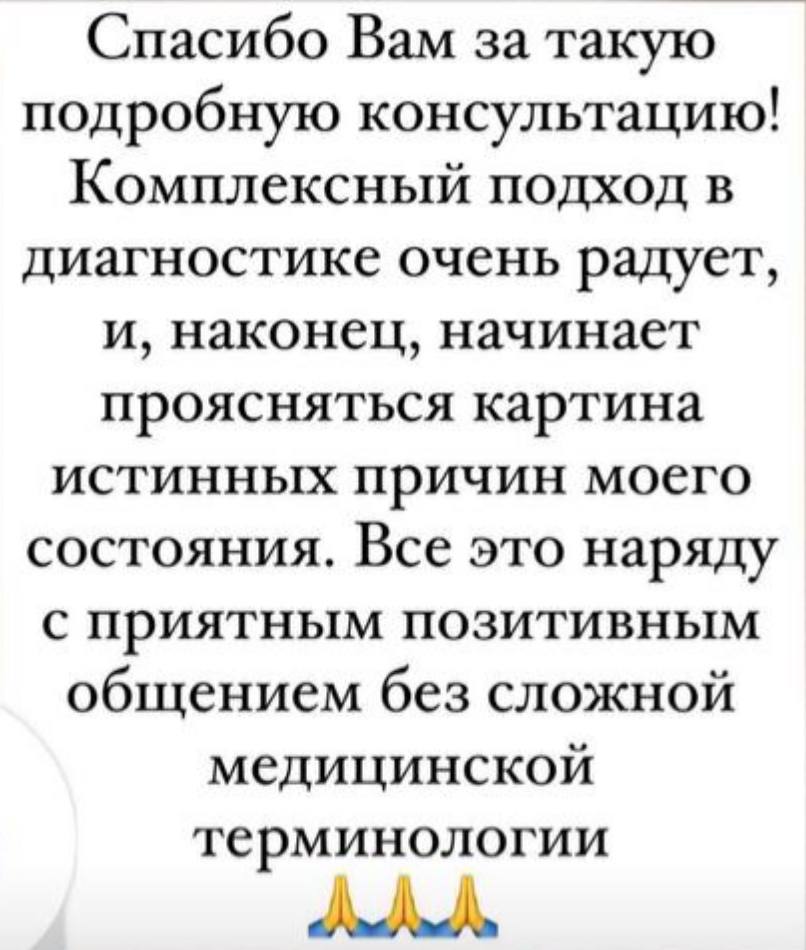 Спасибо Вам за такую
подробную консультацию!
Комплексный подход в
диагностике очень радует,
и, наконец, начинает
проясняться картина
истинных причин моего
состояния. Все это наряду
с приятным позитивным
общением без сложной
медицинской
терминологии
🙏🙏🙏